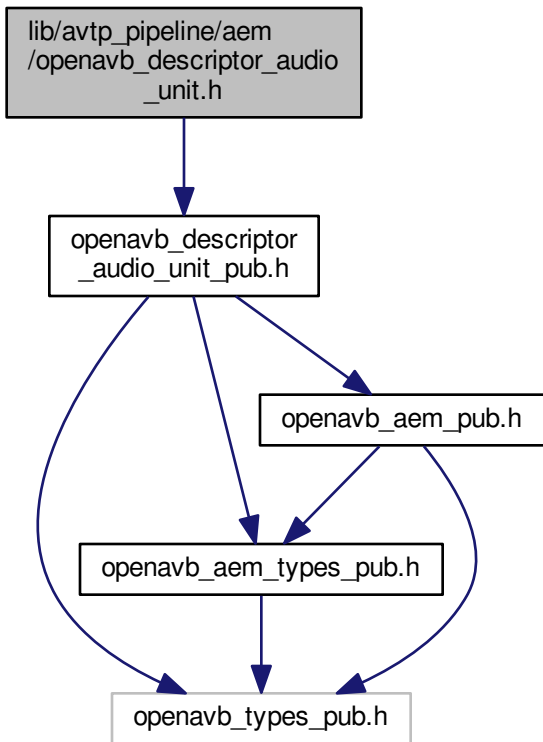 lib/avtp_pipeline/aem
/openavb_descriptor_audio
_unit.h
openavb_descriptor
_audio_unit_pub.h
openavb_aem_pub.h
openavb_aem_types_pub.h
openavb_types_pub.h